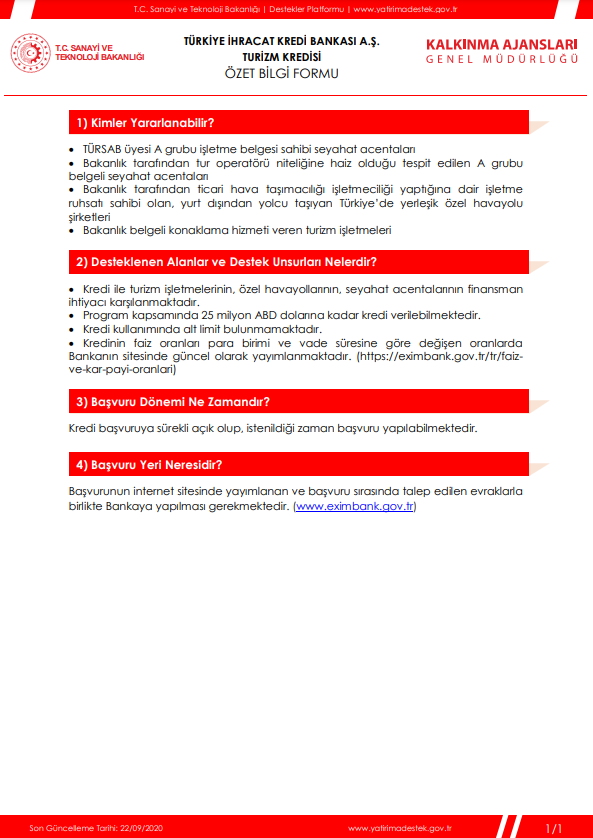 T.C. Sanayi ve Teknoloji Bakanlığı | Destekler Platformu | www.yatirimadestek.gov.tr
T.C. SANAYİ VE
TEKNOLOJİ BAKANLIĞI
TÜRKİYE İHRACAT KREDİ BANKASI A.Ş.
TURİZM KREDİSİ
ÖZET BİLGİ FORMU
KALKINMA AJANSLARI
GENEL MÜDÜRLÜĞÜ
1) Kimler Yararlanabilir?
• TÜRSAB üyesi A grubu işletme belgesi sahibi seyahat acentaları
• Bakanlık tarafından tur operatörü niteliğine haiz olduğu tespit edilen A grubu
belgeli seyahat acentaları
• Bakanlık tarafından ticari hava taşımacılığı işletmeciliği yaptığına dair işletme
ruhsatı sahibi olan, yurt dışından yolcu taşıyan Türkiye’de yerleşik özel havayolu
şirketleri
• Bakanlık belgeli konaklama hizmeti veren turizm işletmeleri
2) Desteklenen Alanlar ve Destek Unsurları Nelerdir?
• Kredi ile turizm işletmelerinin, özel havayollarının, seyahat acentalarının finansman
ihtiyacı karşılanmaktadır.
• Program kapsamında 25 milyon ABD dolarına kadar kredi verilebilmektedir.
• Kredi kullanımında alt limit bulunmamaktadır.
• Kredinin faiz oranları para birimi ve vade süresine göre değişen oranlarda
Bankanın sitesinde güncel olarak yayımlanmaktadır. (https://eximbank.gov.tr/tr/faiz-
ve-kar-payi-oranlari)
3) Başvuru Dönemi Ne Zamandır?
Kredi başvuruya sürekli açık olup, istenildiği zaman başvuru yapılabilmektedir.
4) Başvuru Yeri Neresidir?
Başvurunun internet sitesinde yayımlanan ve başvuru sırasında talep edilen evraklarla
birlikte Bankaya yapılması gerekmektedir. (www.eximbank.gov.tr)
Son Güncelleme Tarihi: 22/09/2020
www.yatirimadestek.gov.tr
1/1